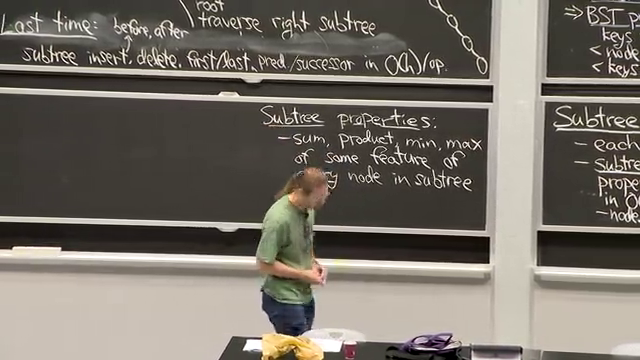 root
traverse right subtree
Last time: before, after
subtree insert, delete, first/last, pred./successor in O(h)/op.
Subtree properties:
- sum, product, min, max
of some feature of
node in subtree
⇒ BST
keys
< node
< keys
Subtree
- each
- subtree
in
- node